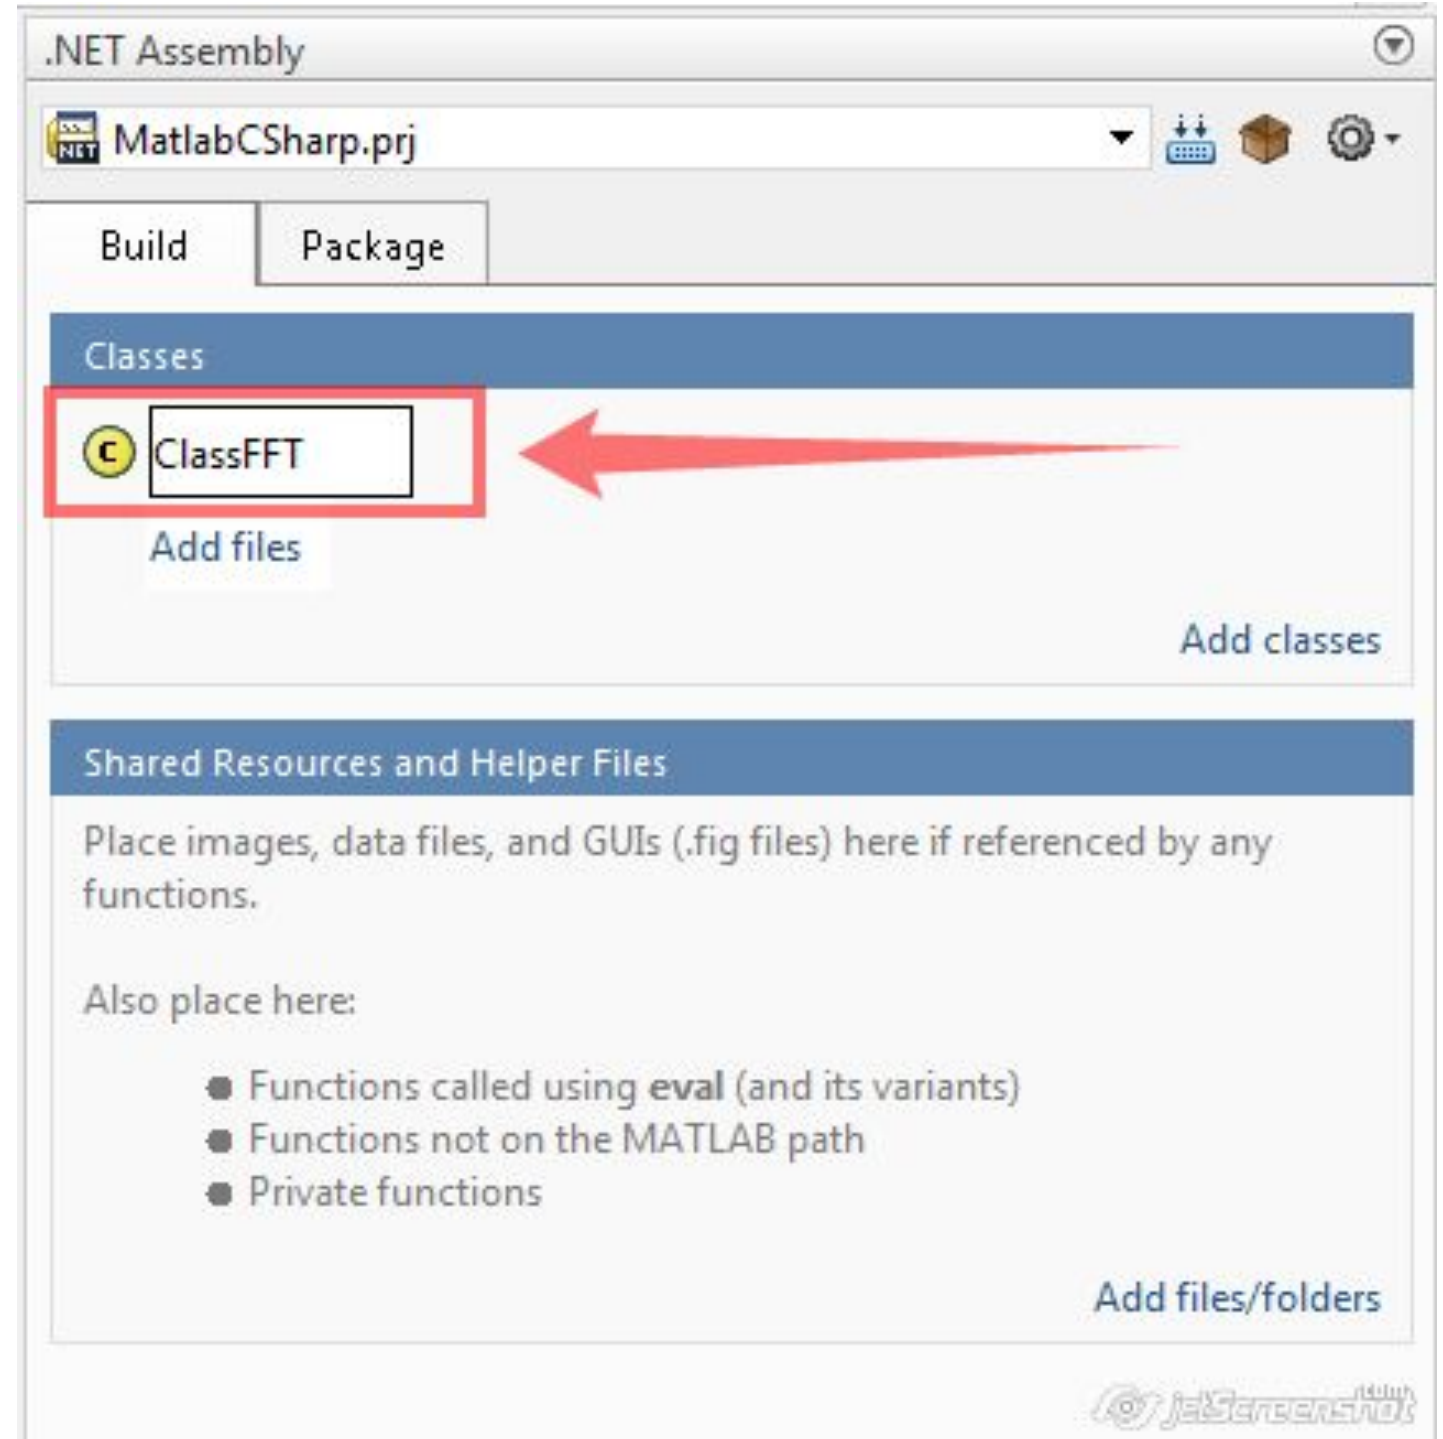 .NET Assembly
NET
MatlabCSharp.prj
Build
Package
Classes
C
ClassFFT
Add files
Add classes
Shared Resources and Helper Files
Place images, data files, and GUIs (.fig files) here if referenced by any
functions.
Also place here:
Functions called using eval (and its variants)
Functions not on the MATLAB path
Private functions
Add files/folders
jetScreenshot
.com